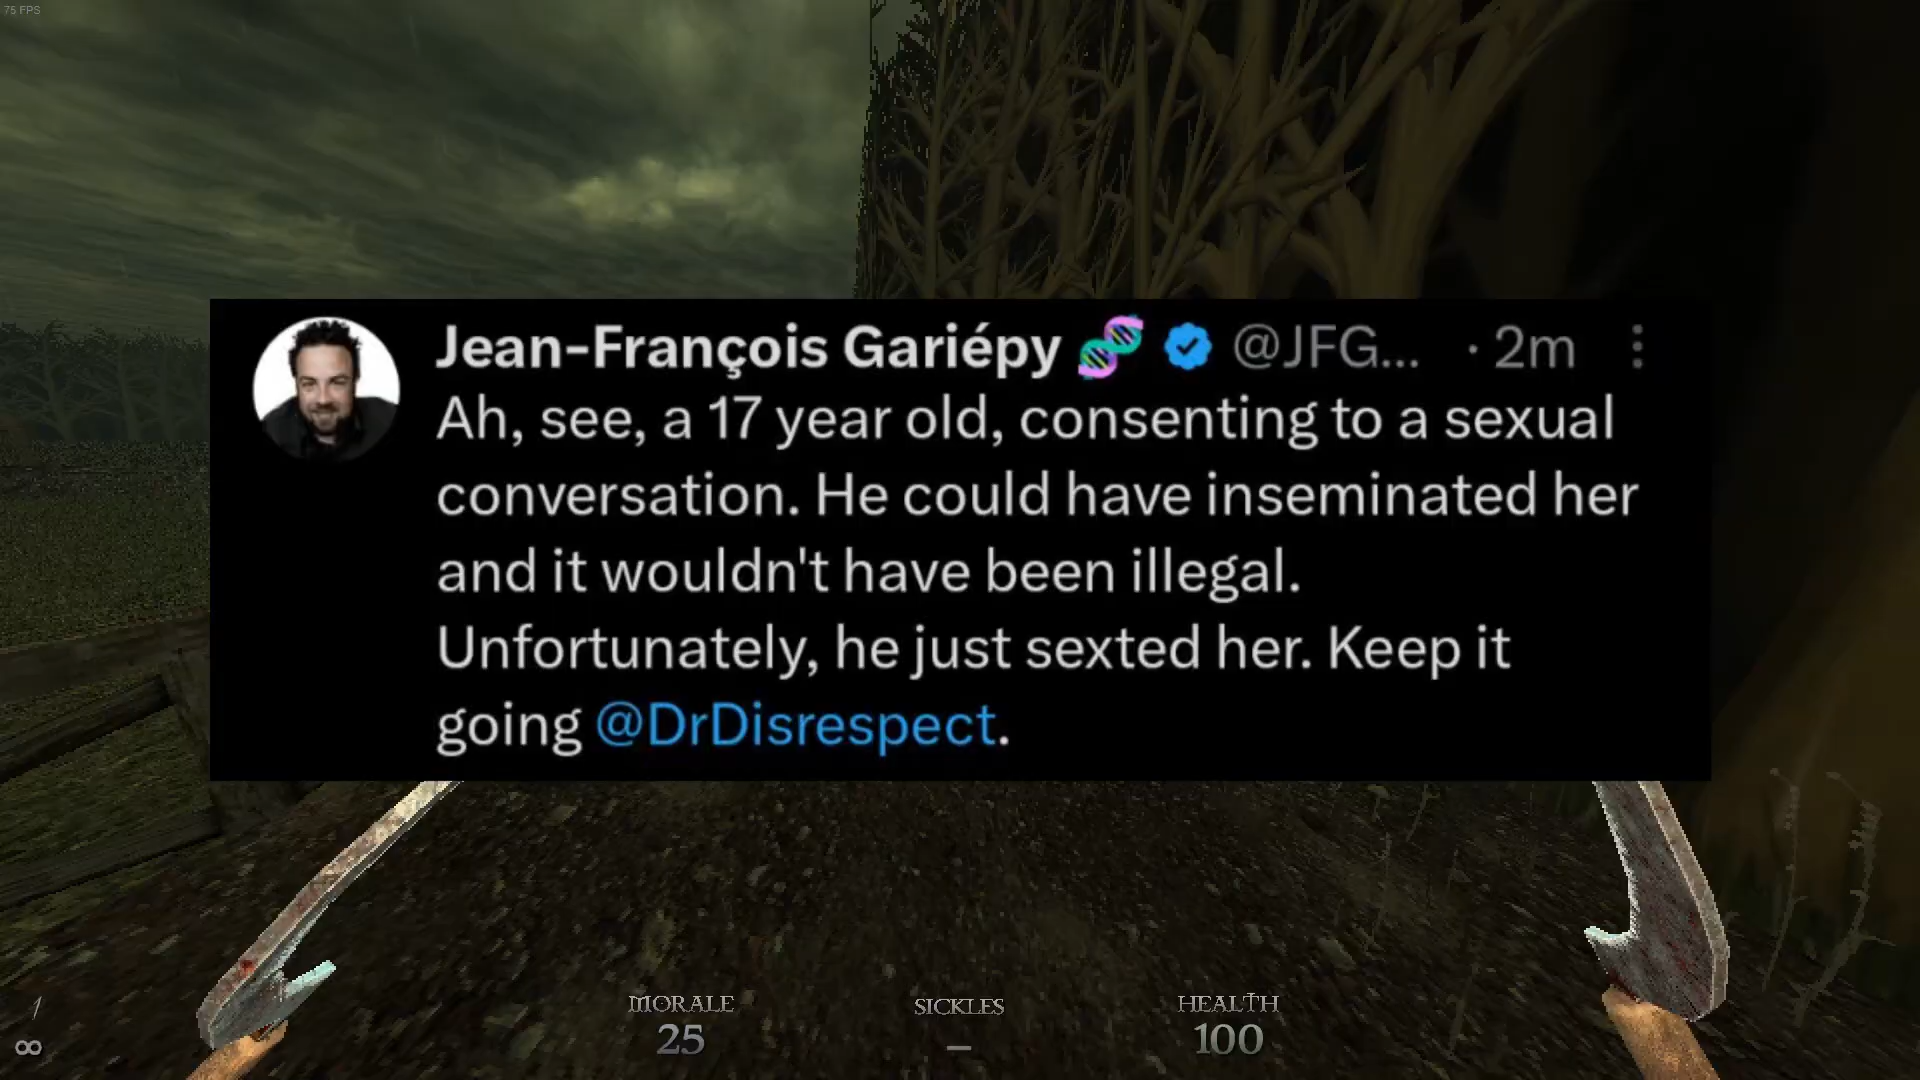 75 FPS
Jean-François Gariépy 🧬 @JFG... · 2m
Ah, see, a 17 year old, consenting to a sexual
conversation. He could have inseminated her
and it wouldn't have been illegal.
Unfortunately, he just sexted her. Keep it
going @DrDisrespect.
MORALE SICKLES HEALTH
25 – 100
1
∞